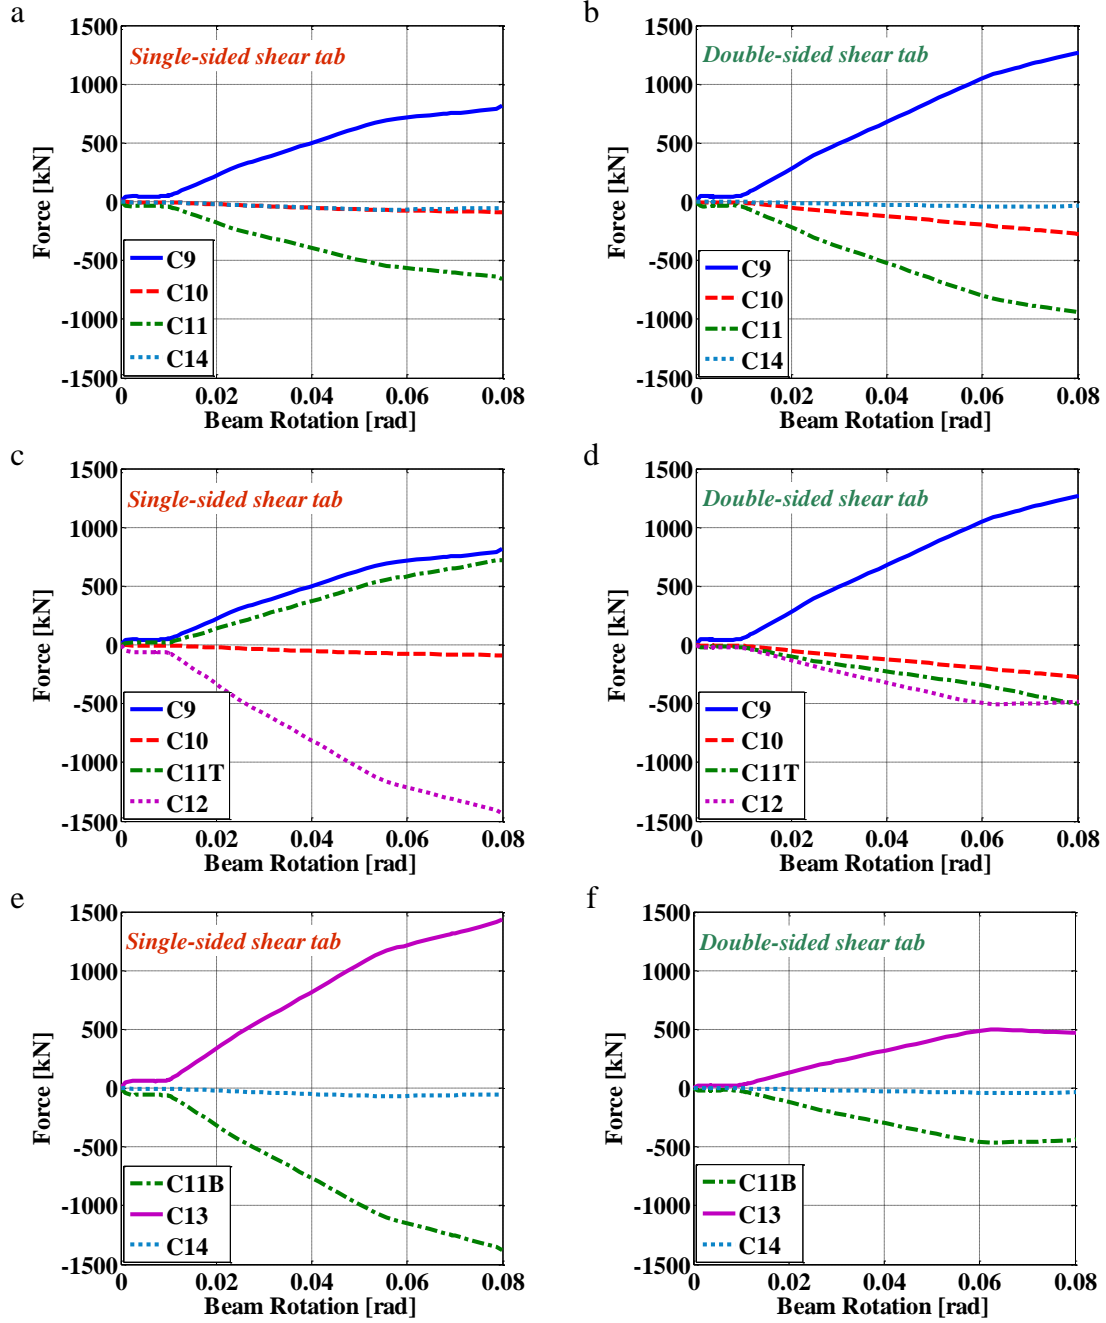 a
1500
1000
500
0
-500
-1000
-1500
Force [kN]
Single-sided shear tab
C9
C10
C11
C14
0 0.02 0.04 0.06 0.08
Beam Rotation [rad]
b
1500
1000
500
0
-500
-1000
-1500
Force [kN]
Double-sided shear tab
C9
C10
C11
C14
0 0.02 0.04 0.06 0.08
Beam Rotation [rad]
c
1500
1000
500
0
-500
-1000
-1500
Force [kN]
Single-sided shear tab
C9
C10
C11T
C12
0 0.02 0.04 0.06 0.08
Beam Rotation [rad]
d
1500
1000
500
0
-500
-1000
-1500
Force [kN]
Double-sided shear tab
C9
C10
C11T
C12
0 0.02 0.04 0.06 0.08
Beam Rotation [rad]
e
1500
1000
500
0
-500
-1000
-1500
Force [kN]
Single-sided shear tab
C11B
C13
C14
0 0.02 0.04 0.06 0.08
Beam Rotation [rad]
f
1500
1000
500
0
-500
-1000
-1500
Force [kN]
Double-sided shear tab
C11B
C13
C14
0 0.02 0.04 0.06 0.08
Beam Rotation [rad]